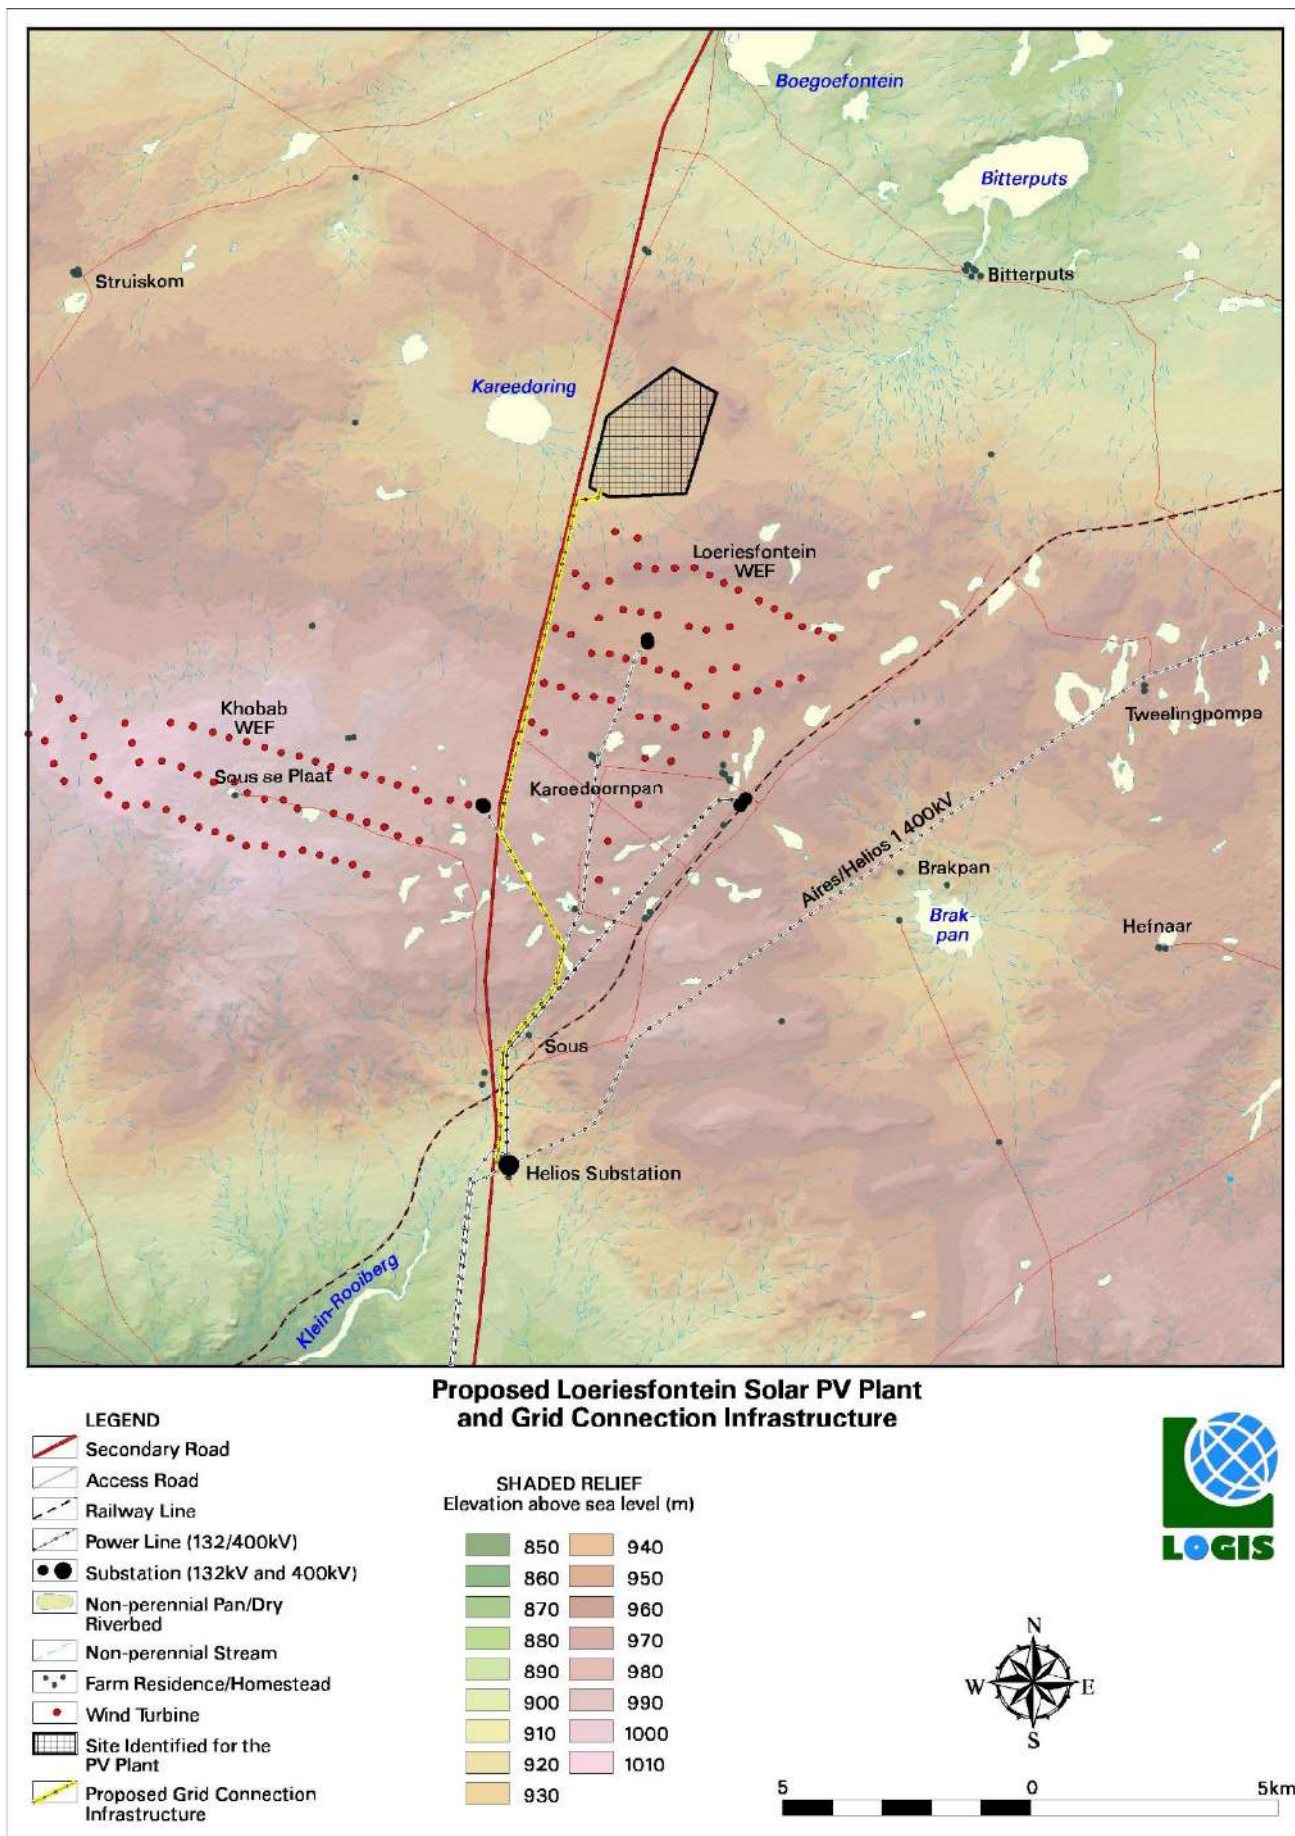 Boegoefontein
Bitterputs
Struiskom
Bitterputs
Kareedoring
Loeriesfontein
WEF
Khobab
WEF
Tweelingpompe
Sous se Plaat
Kareedoornpan
Aires/Helios 1 400kV
Brakpan
Brak-
pan
Hefnaar
Sous
Helios Substation
Klein-Rooiberg
Proposed Loeriesfontein Solar PV Plant
and Grid Connection Infrastructure
LEGEND
Secondary Road
Access Road
Railway Line
Power Line (132/400kV)
Substation (132kV and 400kV)
Non-perennial Pan/Dry
Riverbed
Non-perennial Stream
Farm Residence/Homestead
Wind Turbine
Site Identified for the
PV Plant
Proposed Grid Connection
Infrastructure
SHADED RELIEF
Elevation above sea level (m)
850 940
860 950
870 960
880 970
890 980
900 990
910 1000
920 1010
930
LOGIS
N
W E
S
5 0 5km